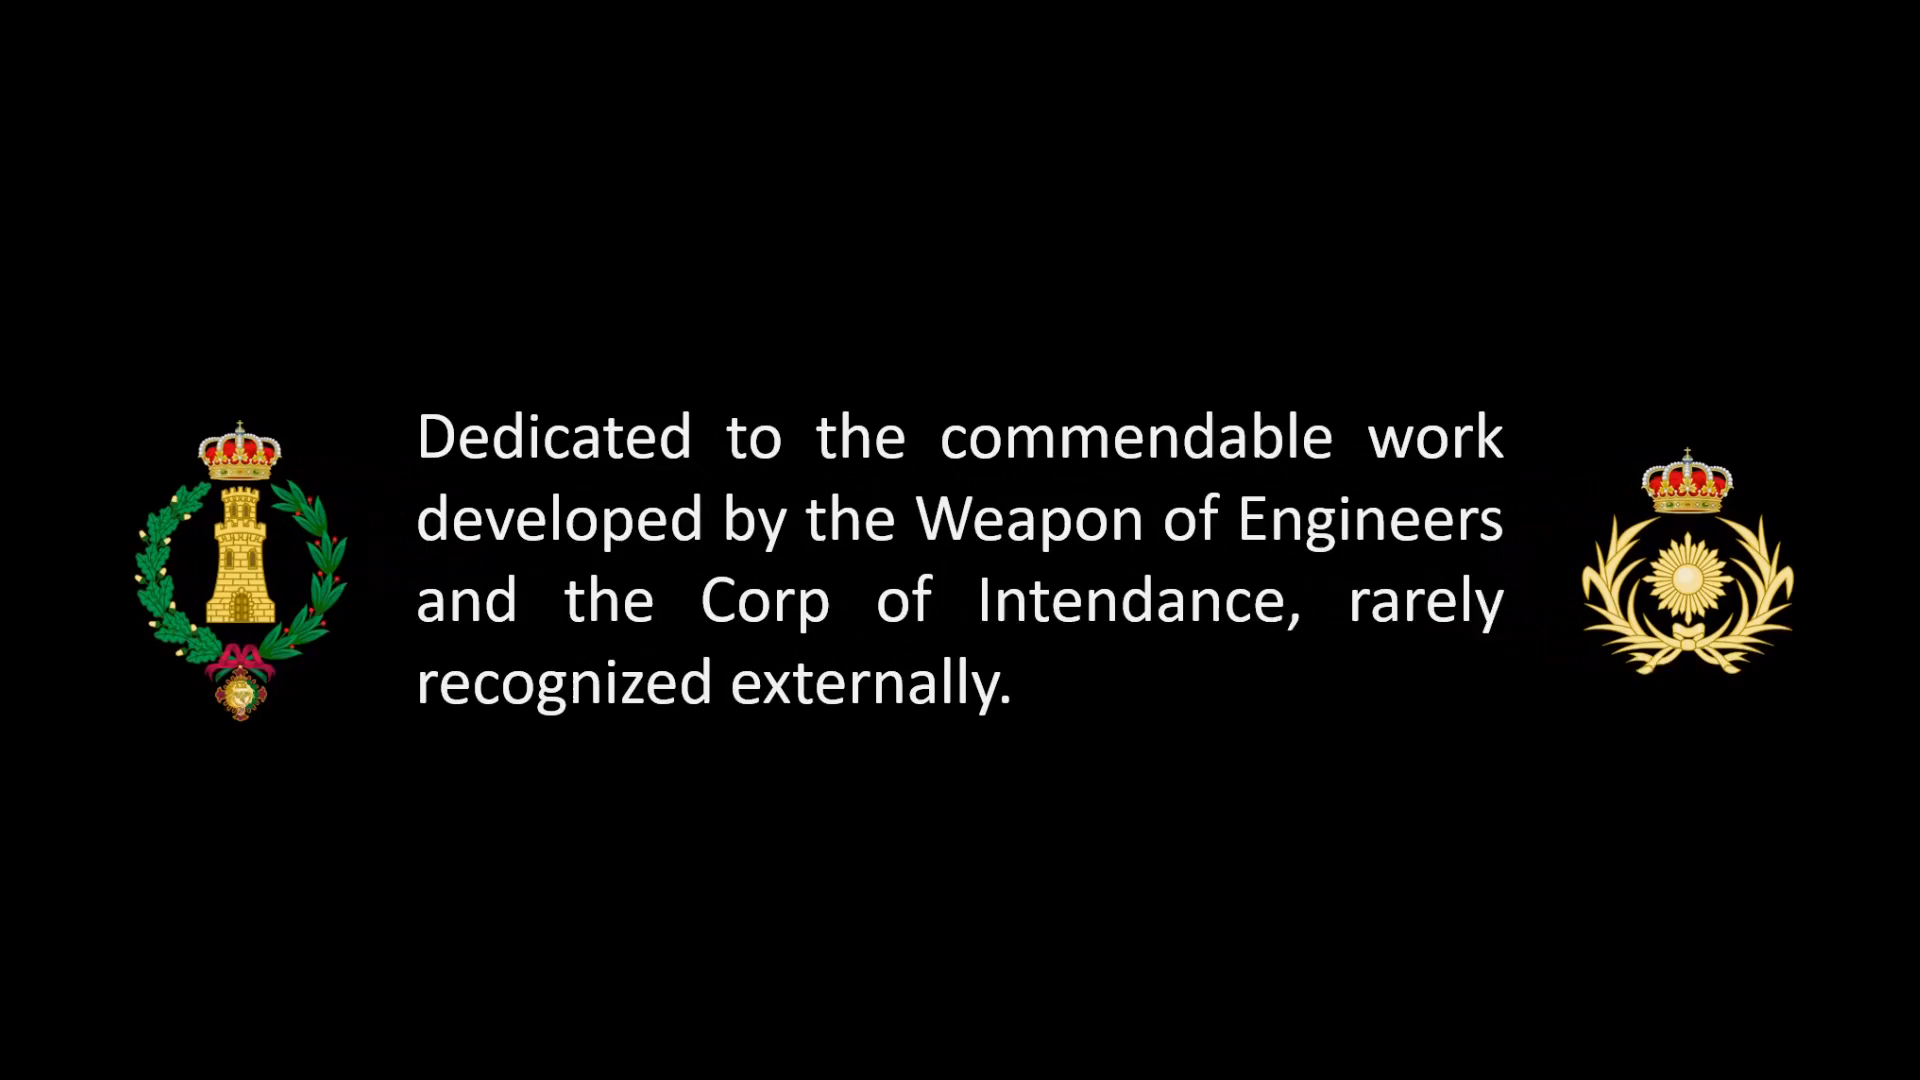 Dedicated to the commendable work
developed by the Weapon of Engineers
and the Corp of Intendance, rarely
recognized externally.